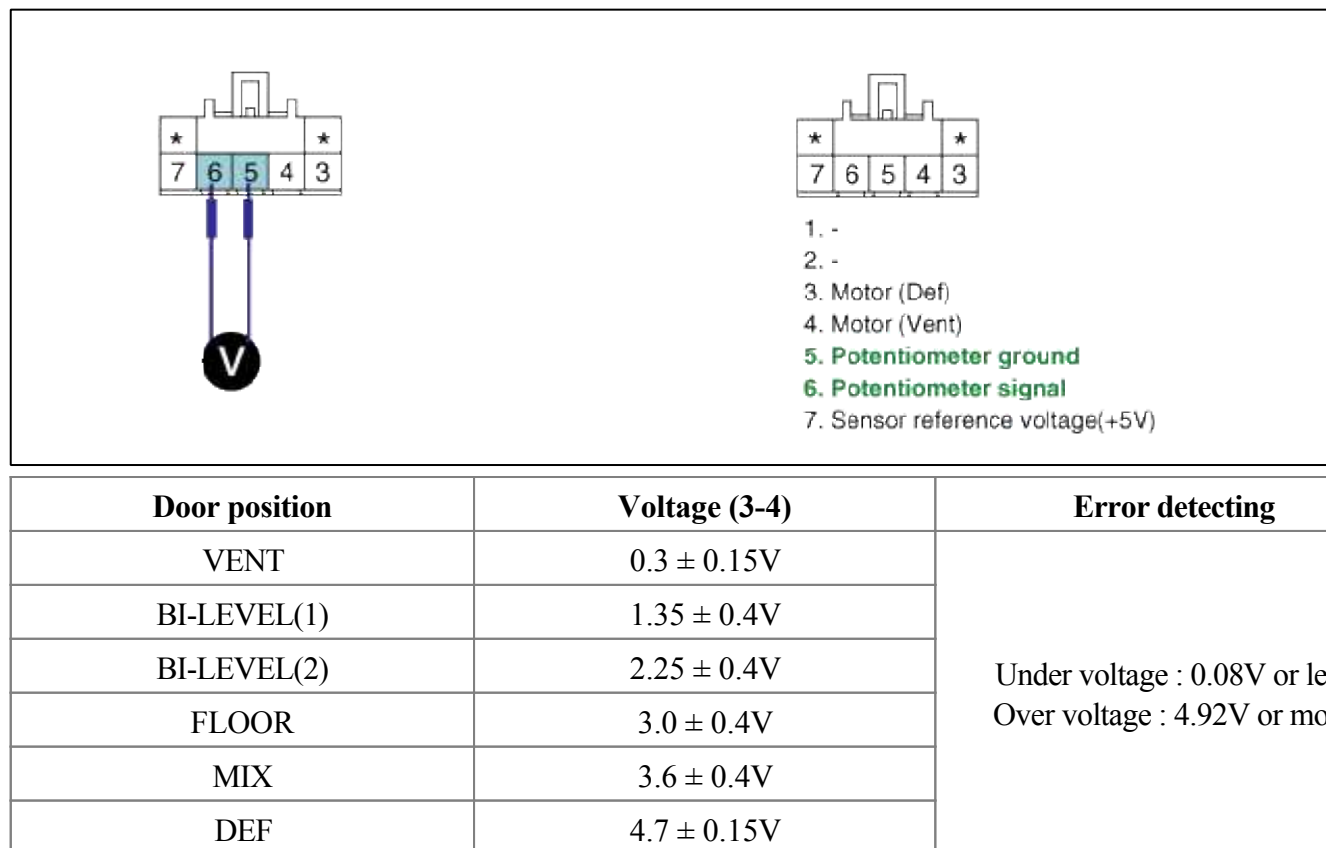 * *
7 6 5 4 3
V
* *
7 6 5 4 3
1. -
2. -
3. Motor (Def)
4. Motor (Vent)
5. Potentiometer ground
6. Potentiometer signal
7. Sensor reference voltage(+5V)
Door position Voltage (3-4) Error detecting
VENT 0.3 ± 0.15V
BI-LEVEL(1) 1.35 ± 0.4V
BI-LEVEL(2) 2.25 ± 0.4V
Under voltage : 0.08V or le
FLOOR 3.0 ± 0.4V
Over voltage : 4.92V or mo
MIX 3.6 ± 0.4V
DEF 4.7 ± 0.15V